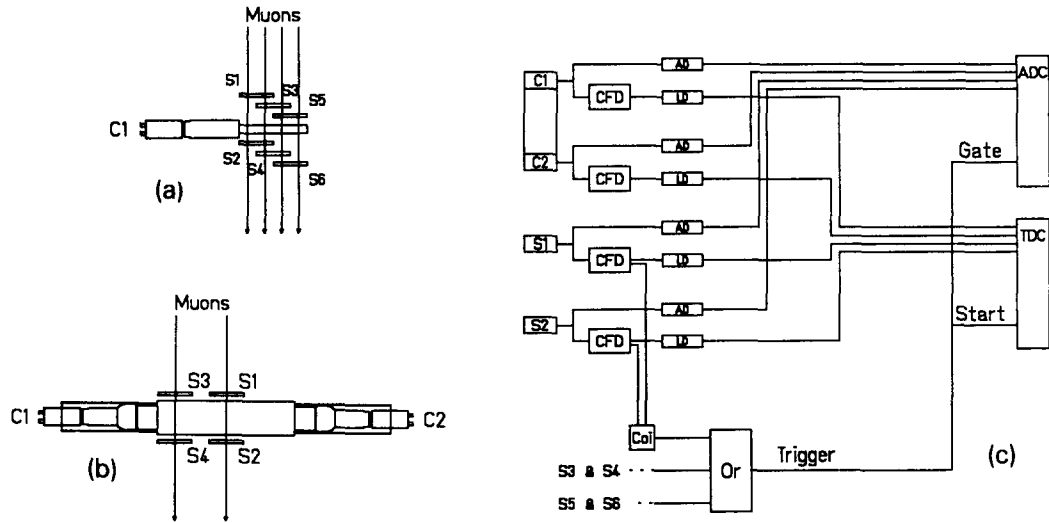 Muons
S1
S3
S5
C1
S2
S4
S6
(a)
Muons
S3
S1
C1
C2
S4
S2
(b)
C1
AD
ADC
CFD
LD
C2
AD
CFD
LD
Gate
S1
AD
TDC
CFD
LD
S2
AD
Start
CFD
LD
Coi
S3 & S4
Or
Trigger
(c)
S5 & S6